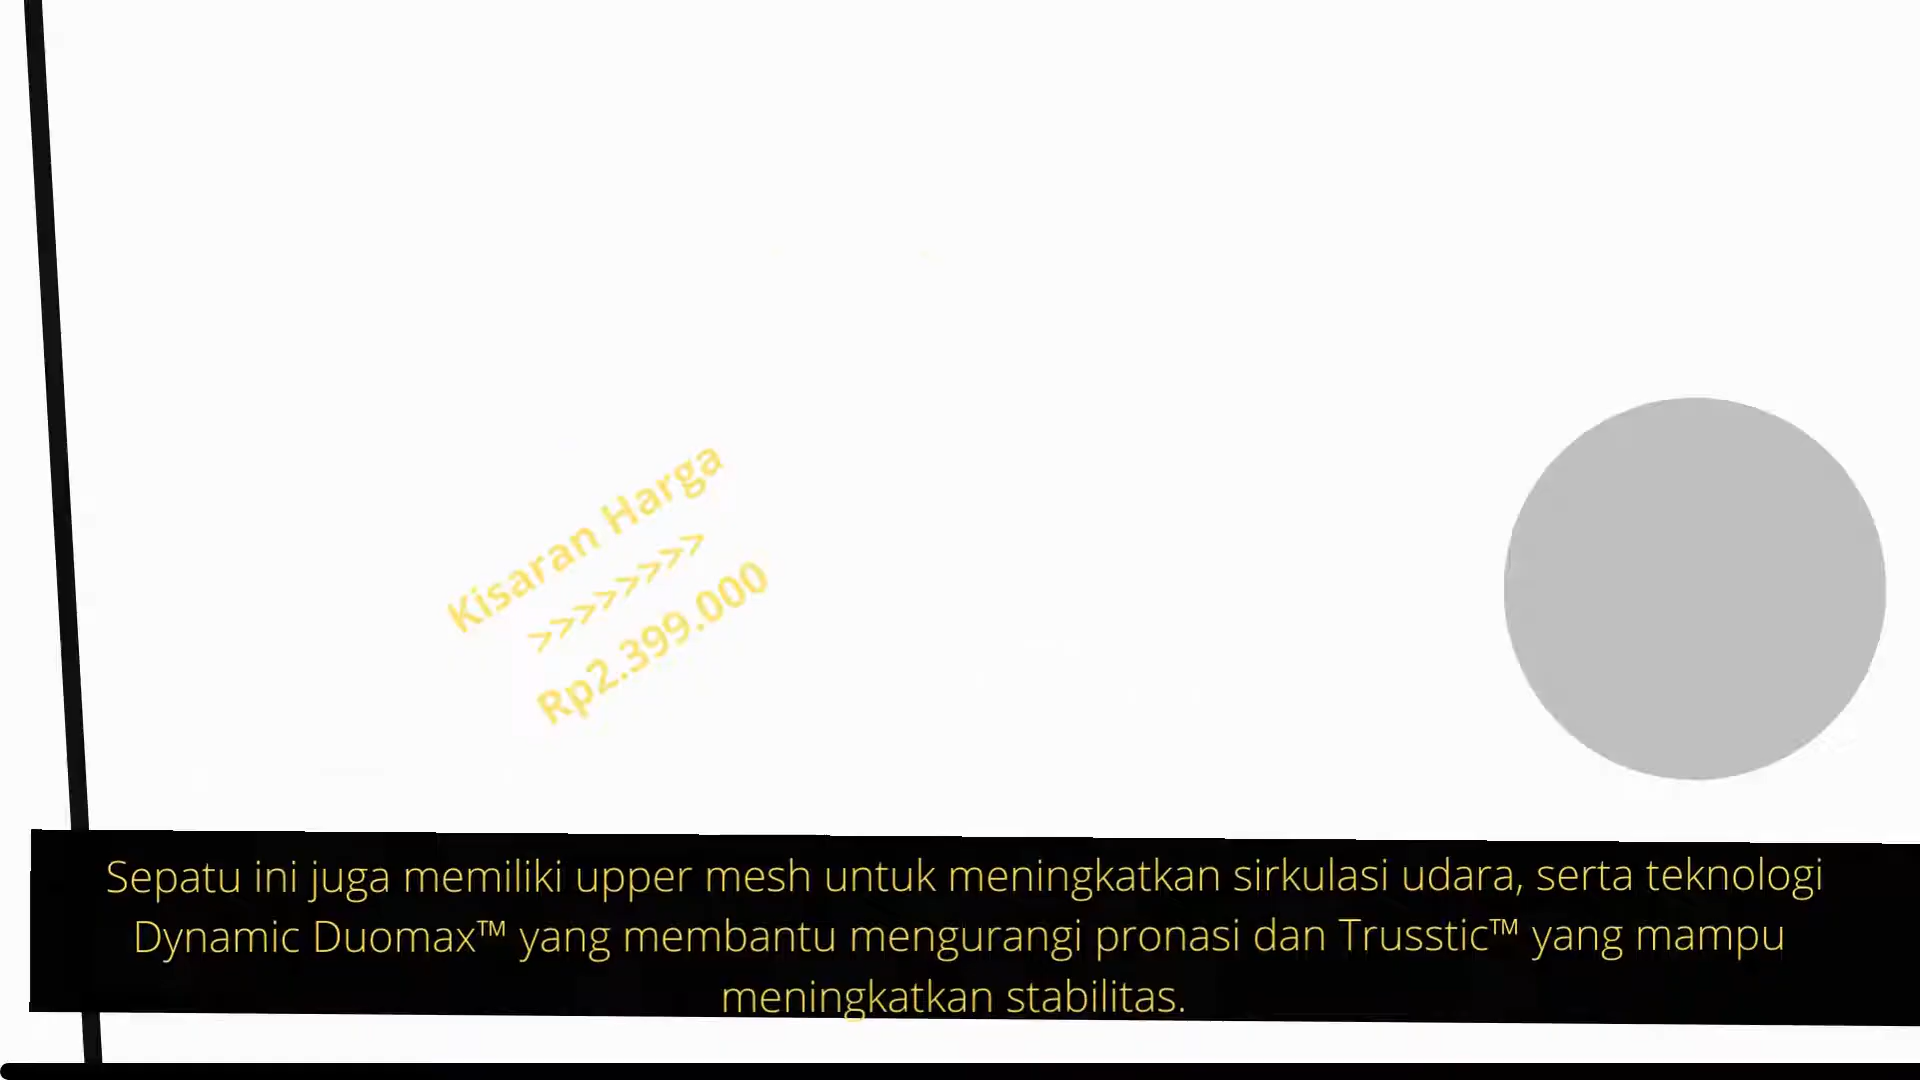 Kisaran Harga
>>>>>>>>
Rp2.399.000
Sepatu ini juga memiliki upper mesh untuk meningkatkan sirkulasi udara, serta teknologi
Dynamic Duomax™ yang membantu mengurangi pronasi dan Trusstic™ yang mampu
meningkatkan stabilitas.